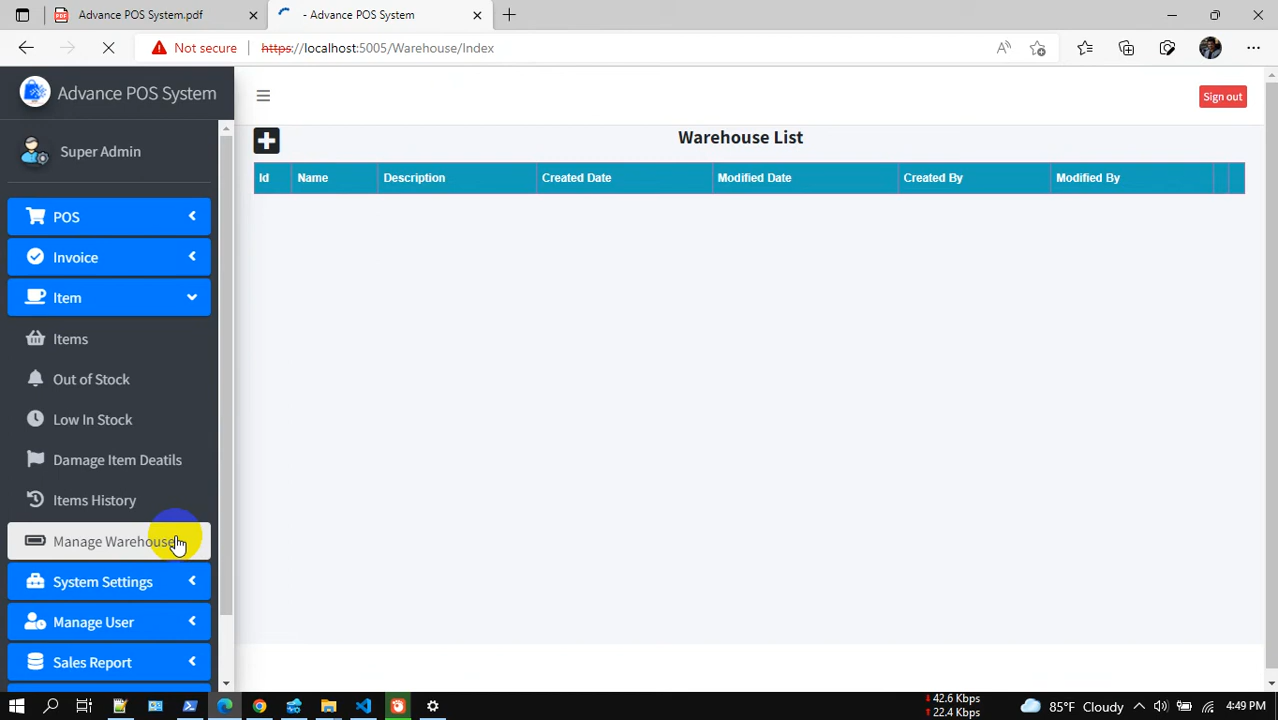 Advance POS System.pdf
- Advance POS System
Not secure
https://localhost:5005/Warehouse/Index
Advance POS System
Sign out
Super Admin
Warehouse List
Id Name Description Created Date Modified Date Created By Modified By
POS
Invoice
Item
Items
Out of Stock
Low In Stock
Damage Item Deatils
Items History
Manage Warehouse
System Settings
Manage User
Sales Report
42.6 Kbps
22.4 Kbps
85°F Cloudy
4:49 PM